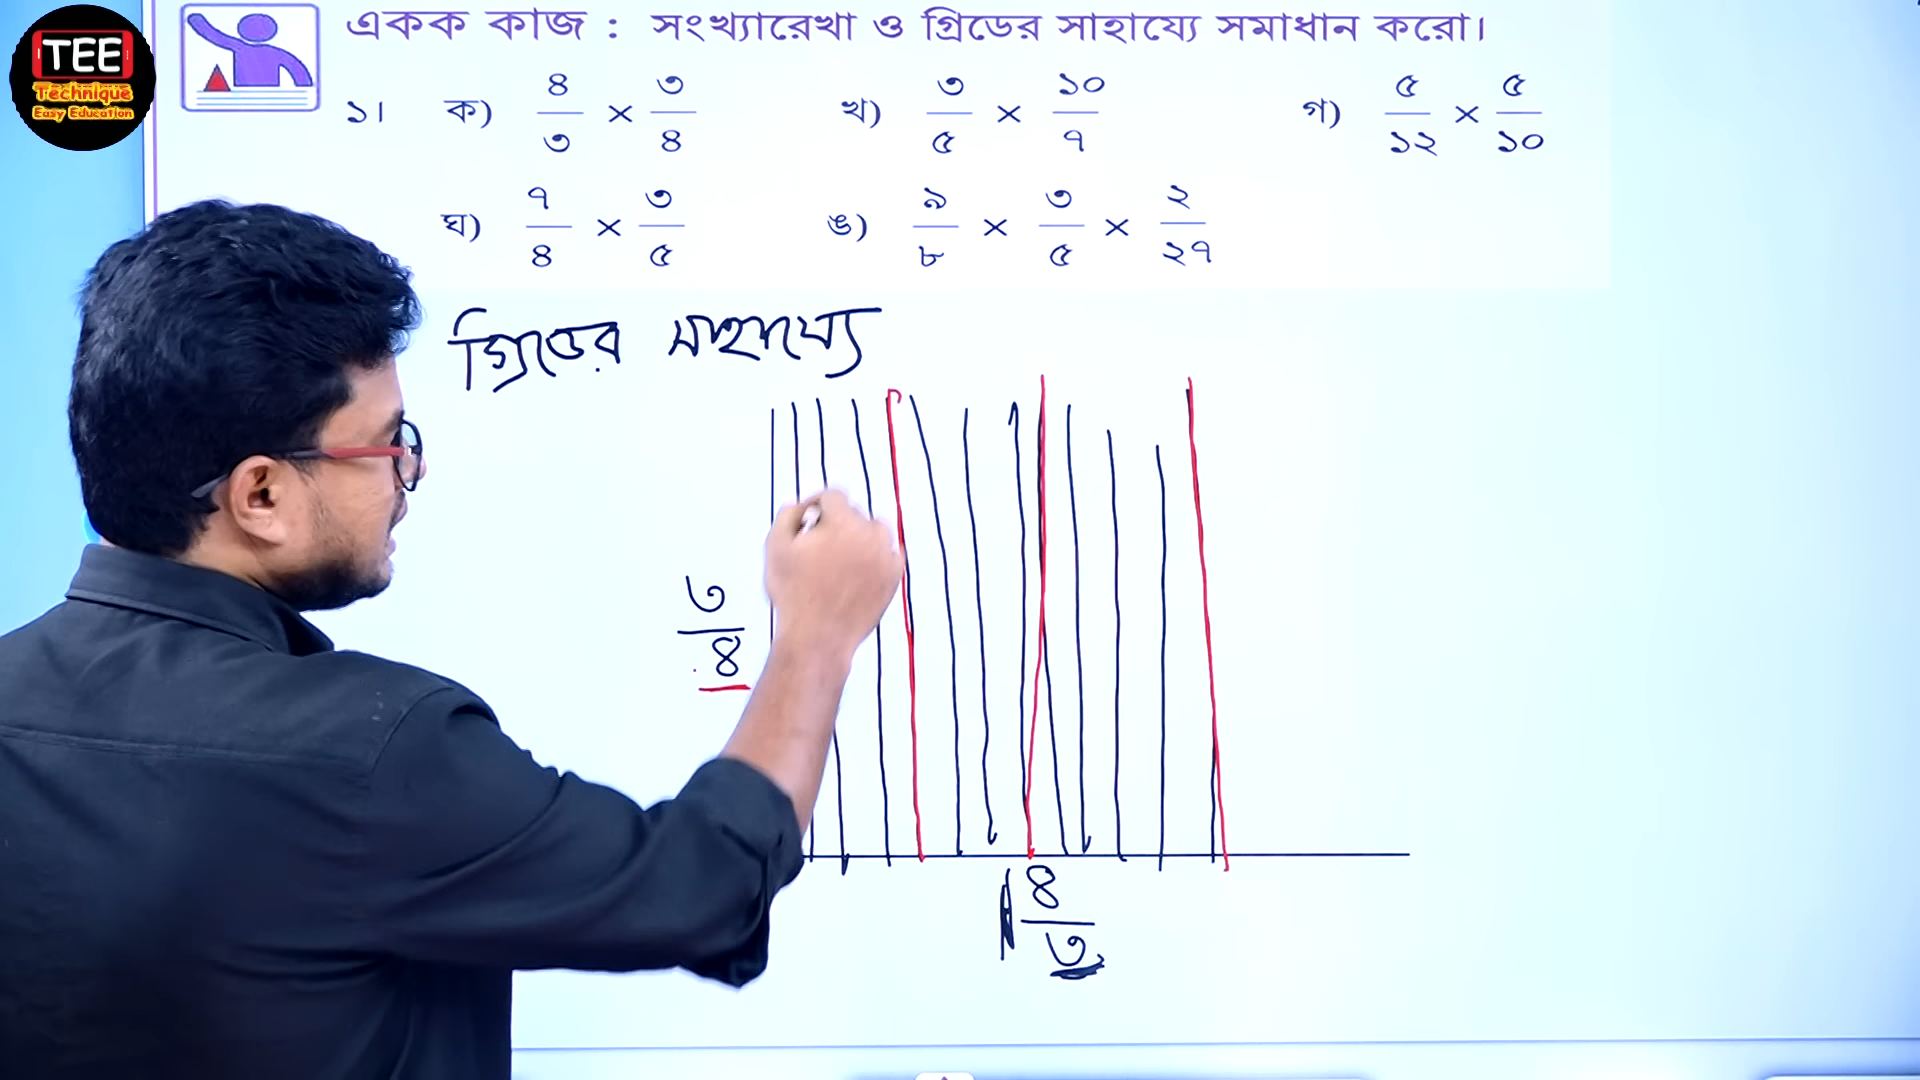 TEE
Technique
Easy Education
একক কাজ : সংখ্যারেখা ও গ্রিডের সাহায্যে সমাধান করো।
১। ক) ৪/৩ × ৩/৪ খ) ৩/৫ × ১০/৭ গ) ৫/১২ × ৫/১০
ঘ) ৭/৪ × ৩/৫ ঙ) ৯/৮ × ৩/৫ × ২/২৭
গ্রিডের সাহায্যে
৩/৪
৪/৩